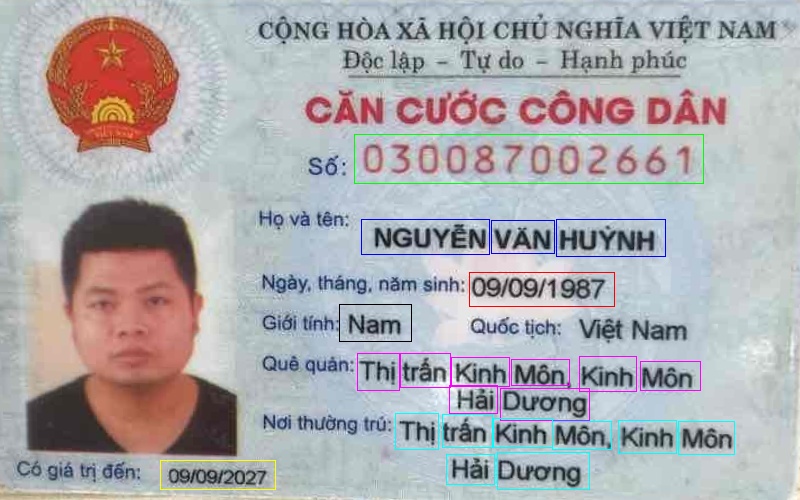 CỘNG HÒA XÃ HỘI CHỦ NGHĨA VIỆT NAM
Độc lập - Tự do - Hạnh phúc
CĂN CƯỚC CÔNG DÂN
Số: 030087002661
Họ và tên: NGUYỄN VĂN HUỲNH
Ngày, tháng, năm sinh: 09/09/1987
Giới tính: Nam Quốc tịch: Việt Nam
Quê quán: Thị trấn Kinh Môn, Kinh Môn
Hải Dương
Nơi thường trú: Thị trấn Kinh Môn, Kinh Môn
Hải Dương
Có giá trị đến: 09/09/2027